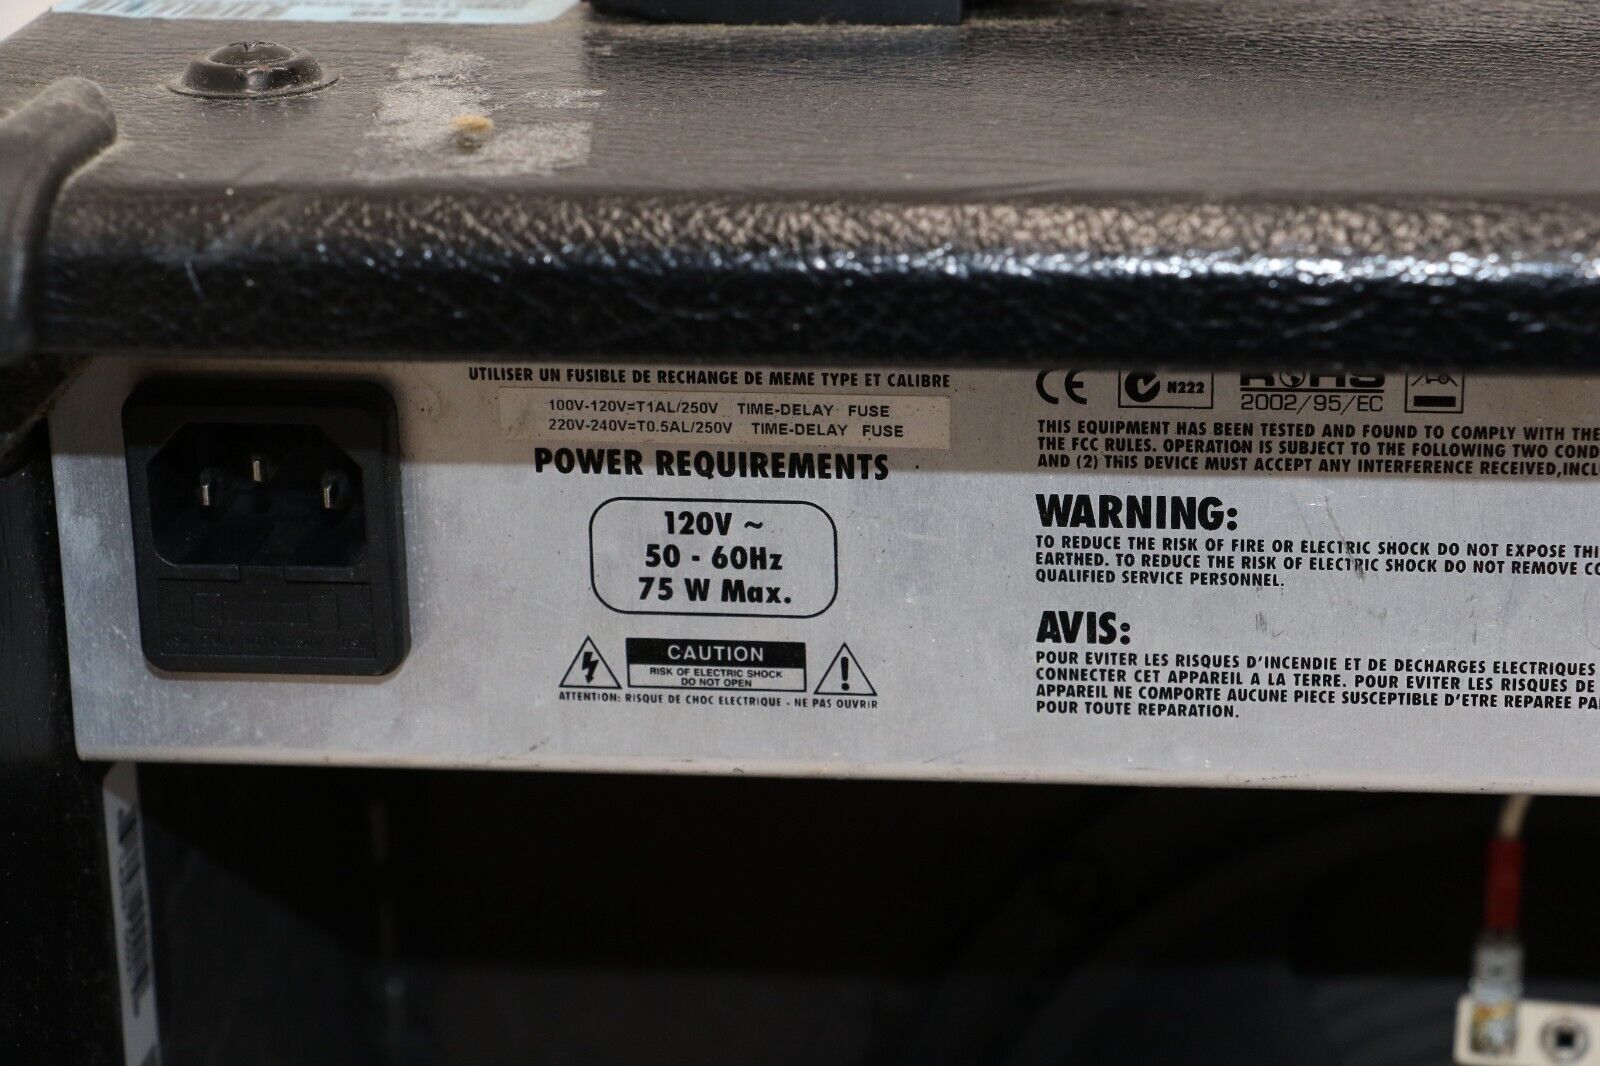 UTILISER UN FUSIBLE DE RECHANGE DE MEME TYPE ET CALIBRE
100V-120V=T1AL/250V TIME-DELAY FUSE
220V-240V=T0.5AL/250V TIME-DELAY FUSE
POWER REQUIREMENTS
120V ~
50 - 60Hz
75 W Max.
CAUTION
RISK OF ELECTRIC SHOCK
DO NOT OPEN
ATTENTION: RISQUE DE CHOC ELECTRIQUE - NE PAS OUVRIR
CE N222 RoHS
2002/95/EC
THIS EQUIPMENT HAS BEEN TESTED AND FOUND TO COMPLY WITH THE
THE FCC RULES. OPERATION IS SUBJECT TO THE FOLLOWING TWO COND
AND (2) THIS DEVICE MUST ACCEPT ANY INTERFERENCE RECEIVED,INCL
WARNING:
TO REDUCE THE RISK OF FIRE OR ELECTRIC SHOCK DO NOT EXPOSE THI
EARTHED. TO REDUCE THE RISK OF ELECTRIC SHOCK DO NOT REMOVE CO
QUALIFIED SERVICE PERSONNEL.
AVIS:
POUR EVITER LES RISQUES D'INCENDIE ET DE DECHARGES ELECTRIQUES
CONNECTER CET APPAREIL A LA TERRE. POUR EVITER LES RISQUES DE
APPAREIL NE COMPORTE AUCUNE PIECE SUSCEPTIBLE D'ETRE REPAREE PA
POUR TOUTE REPARATION.